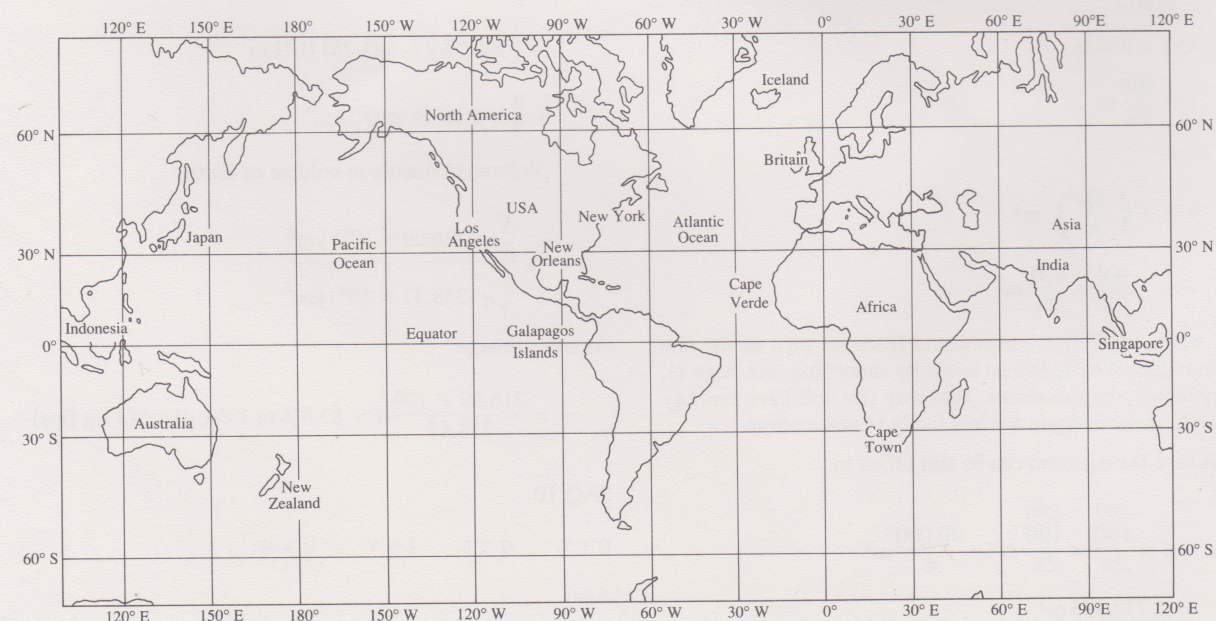 120° E 150° E 180° 150° W 120° W 90° W 60° W 30° W 0° 30° E 60° E 90° E 120° E
Iceland
North America
60° N
60° N
Britain
USA
New York
Atlantic
Ocean
Asia
Japan
Los
Angeles
Pacific
Ocean
New
Orleans
30° N
30° N
India
Cape
Verde
Africa
Indonesia
Equator
Galapagos
Islands
0°
0°
Singapore
Australia
30° S
30° S
Cape
Town
New
Zealand
60° S
60° S
120° E 150° E 180° 150° W 120° W 90° W 60° W 30° W 0° 30° E 60° E 90°E 120° E